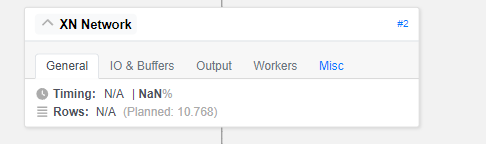 XN Network #2
General IO & Buffers Output Workers Misc
Timing: N/A | NaN%
Rows: N/A (Planned: 10.768)